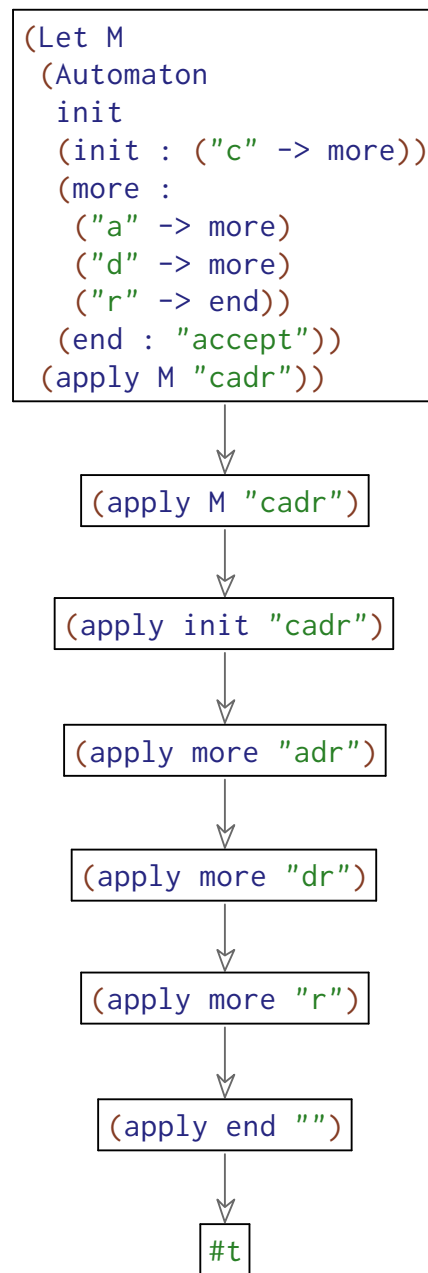 (Let M
(Automaton
init
(init : ("c" -> more))
(more :
("a" -> more)
("d" -> more)
("r" -> end))
(end : "accept"))
(apply M "cadr"))
(apply M "cadr")
(apply init "cadr")
(apply more "adr")
(apply more "dr")
(apply more "r")
(apply end "")
#t